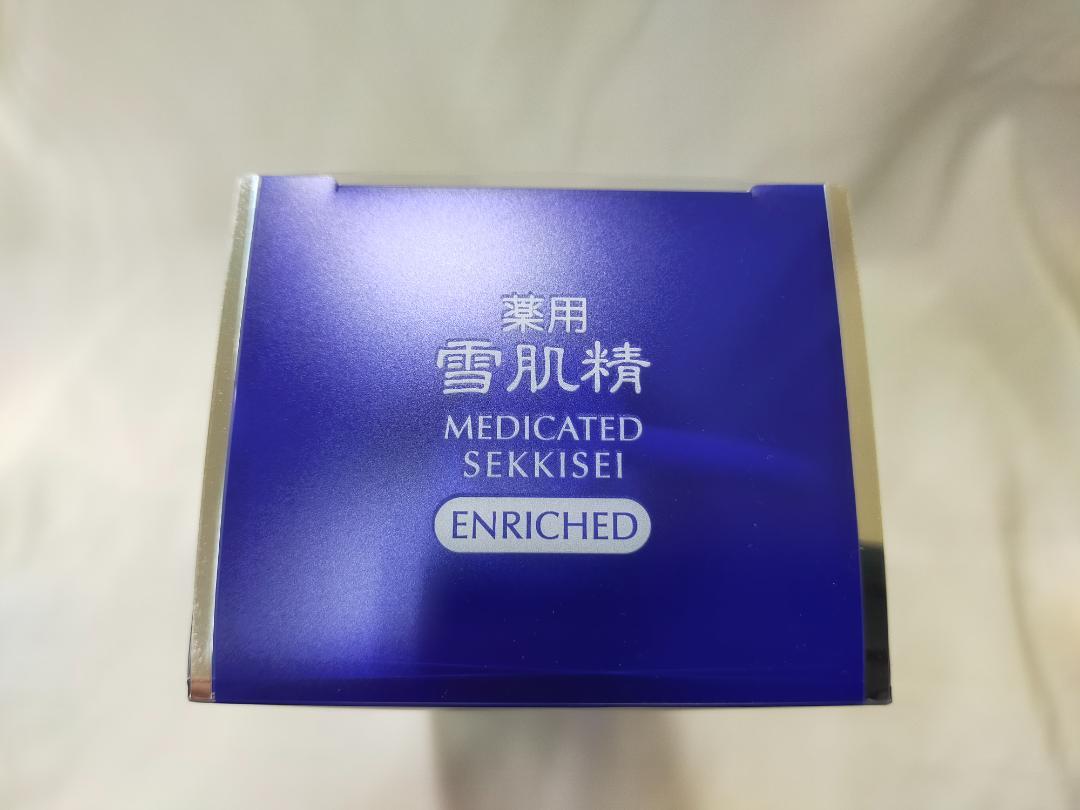 薬用
雪肌精
MEDICATED
SEKKISEI
ENRICHED